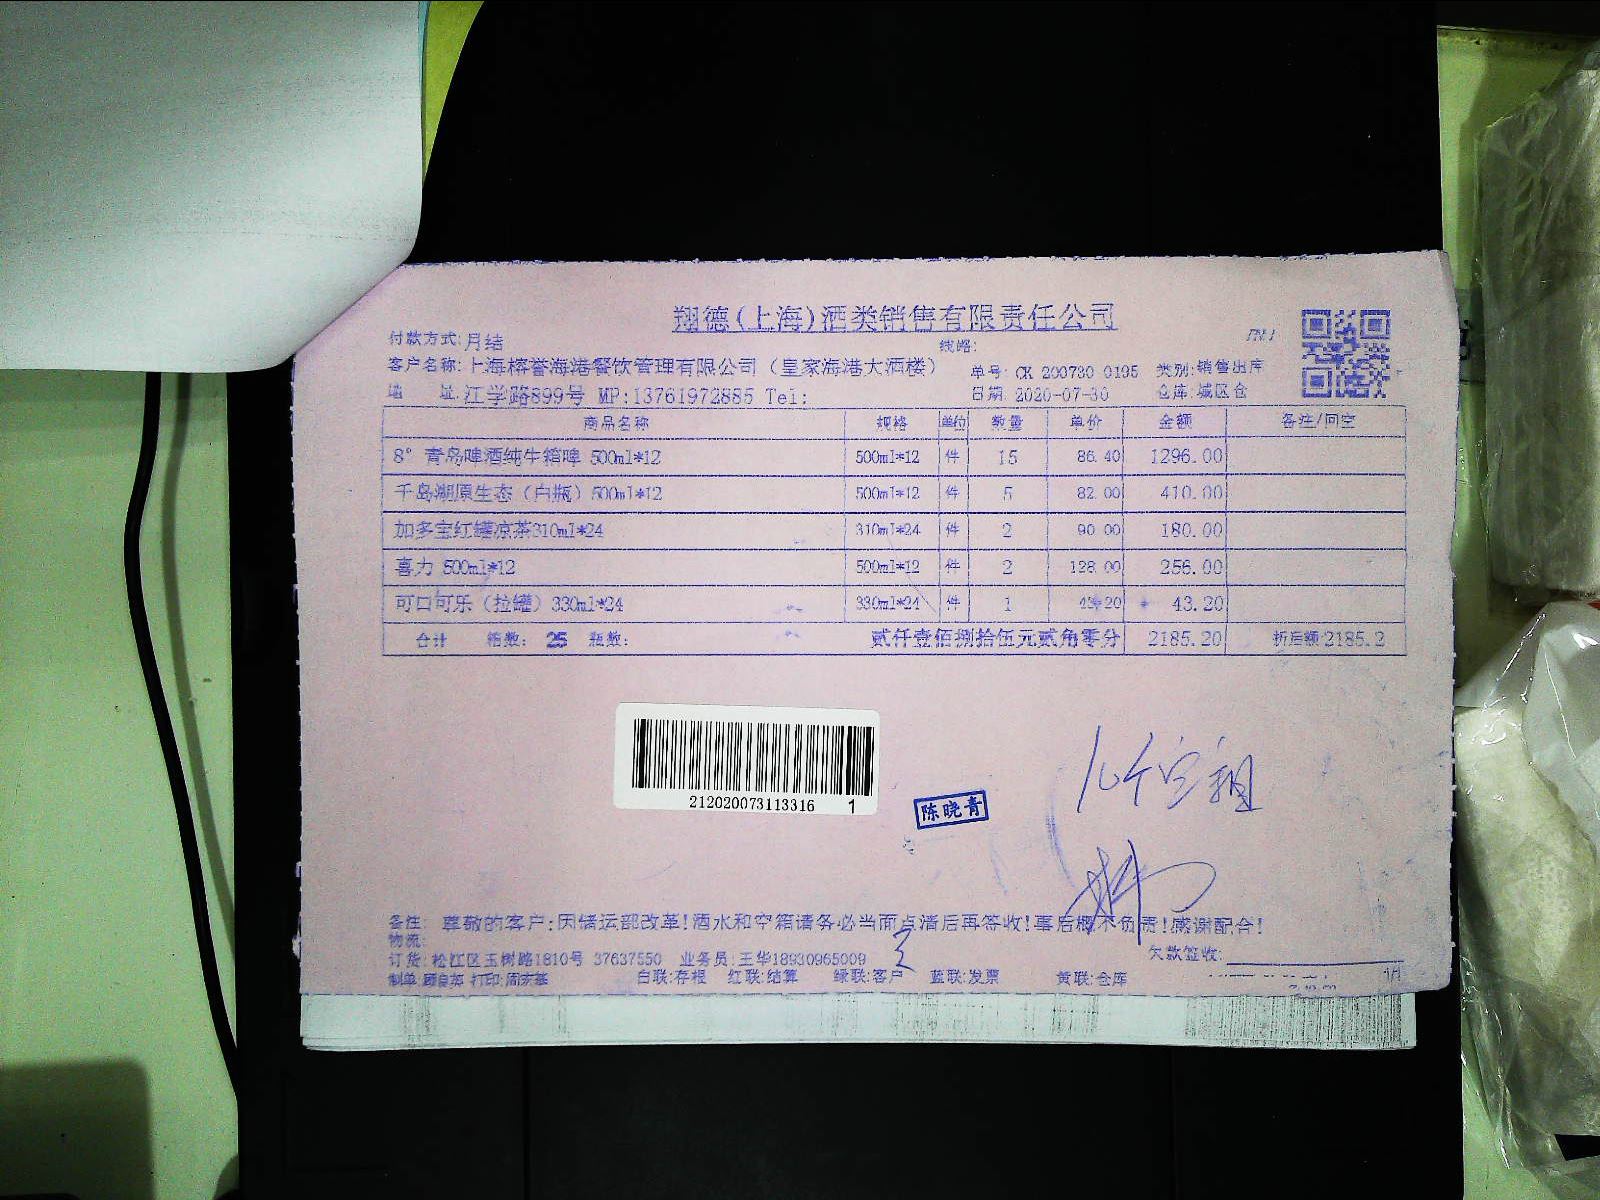 翔德(上海)酒类销售有限责任公司
付款方式:月结
线路:
客户名称:上海榕誉海港餐饮管理有限公司（皇家海港大酒楼）
单号: CK-200730-0195 类别:销售出库
地 址:江学路899号 MP:13761972885 Tel:
日期: 2020-07-30 仓库:城区仓
商品名称 规格 单位 数量 单价 金额 备注/回空
8° 青岛啤酒纯生箱啤 500ml*12 500ml*12 件 15 86.40 1296.00
千岛湖原生态（白瓶）500ml*12 500ml*12 件 5 82.00 410.00
加多宝红罐凉茶310ml*24 310ml*24 件 2 90.00 180.00
喜力 500ml*12 500ml*12 件 2 128.00 256.00
可口可乐（拉罐）330ml*24 330ml*24 件 1 43.20 43.20
合计 箱数: 25 瓶数: 贰仟壹佰捌拾伍元贰角零分 2185.20 折后额:2185.2
212020073113316 1
陈晓青
备注: 尊敬的客户:因储运部改革!酒水和空箱请务必当面点清后再签收!事后概不负责!感谢配合!
物流:
订货:松江区玉树路1810号 37637550 业务员:王华18930965009
欠款签收:
制单: 打印: 白联:存根 红联:结算 绿联:客户 蓝联:发票 黄联:仓库 1/1